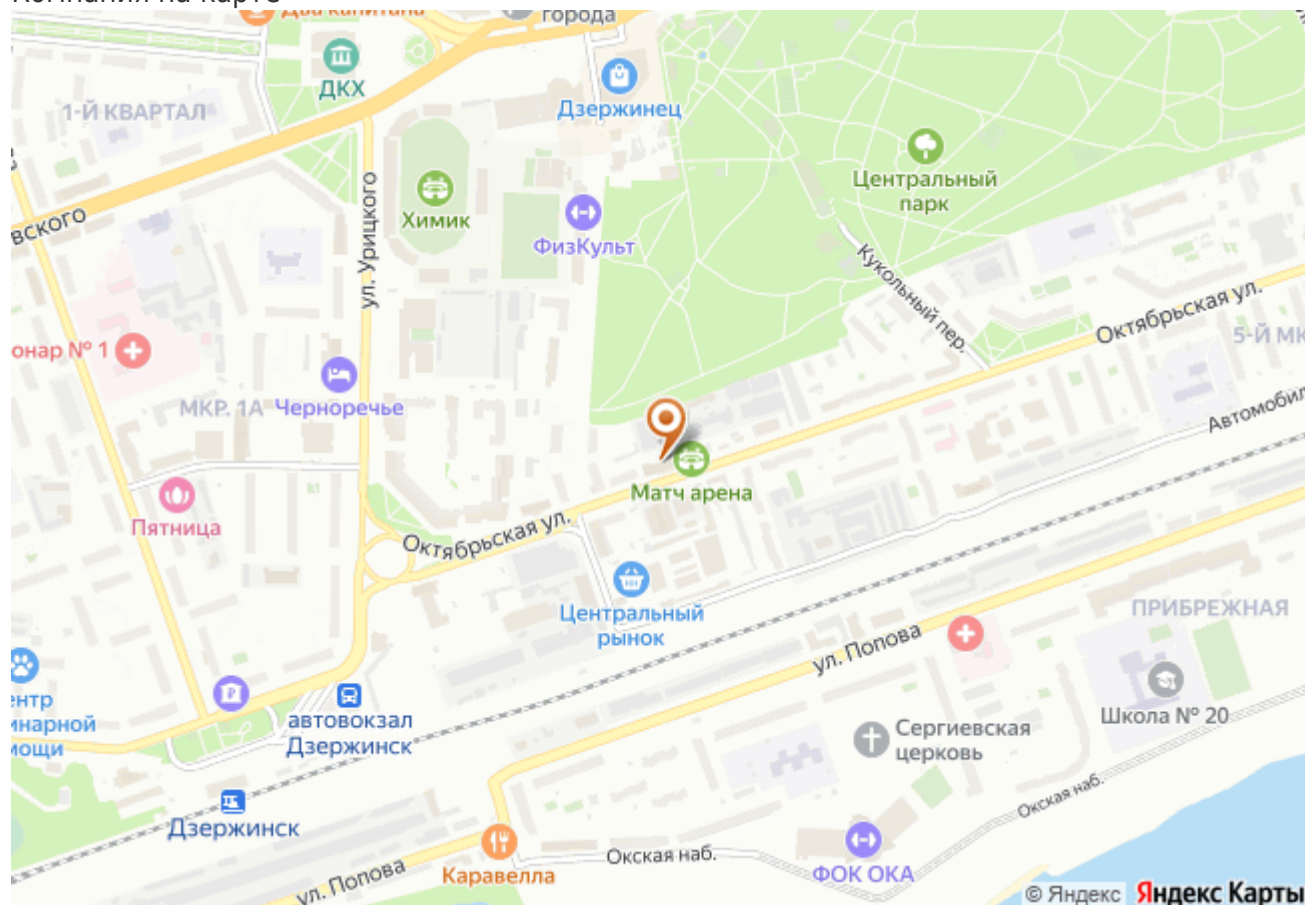 Компания на карте
Два капитана
города
ДКХ
Дзержинец
1-Й КВАРТАЛ
Центральный
парк
Химик
ФизКульт
вского
ул. Урицкого
Кукольный пер.
Октябрьская ул.
5-Й МК
онар № 1
МКР. 1А
Черноречье
Автомобил
Матч арена
Пятница
Октябрьская ул.
Центральный
рынок
ПРИБРЕЖНАЯ
ул. Попова
Школа № 20
ентр
инарной
мощи
автовокзал
Дзержинск
Сергиевская
церковь
Дзержинск
Окская наб.
Окская наб.
Каравелла
ФОК ОКА
ул. Попова
© Яндекс Яндекс Карты